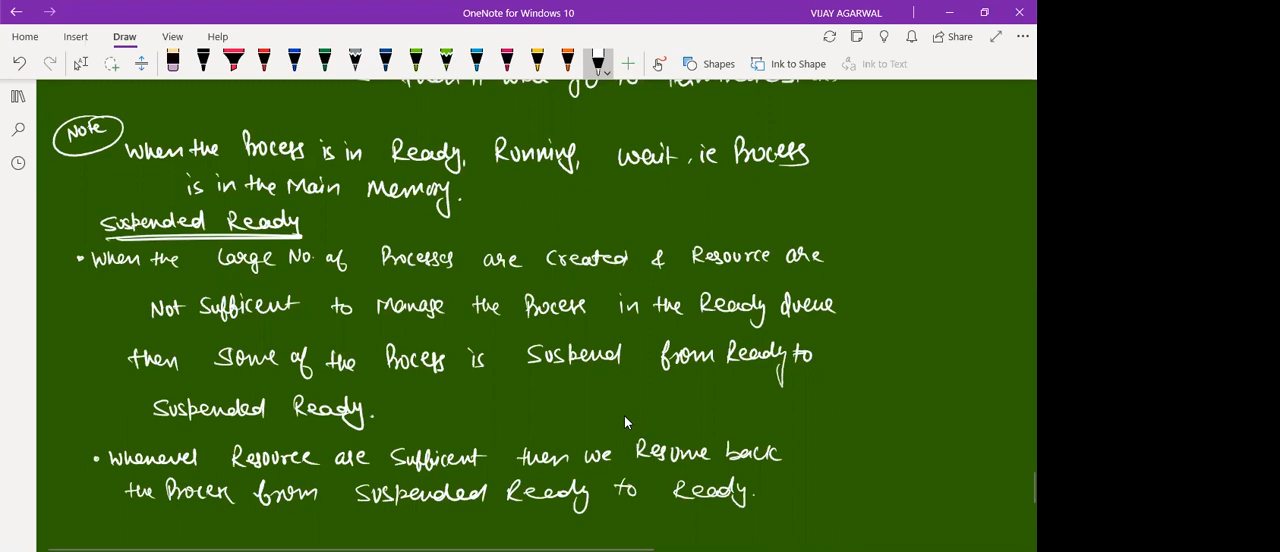 OneNote for Windows 10
VIJAY AGARWAL
Home Insert Draw View Help
Share
Shapes Ink to Shape Ink to Text
Note
When the Process is in Ready, Running, wait, ie Process
is in the Main Memory.
Suspended Ready
• When the Large No. of Processes are Created & Resource are
Not Sufficent to Manage the Process in the Ready Queue
then Some of the Process is Suspend from Ready to
Suspended Ready.
• Whenever Resource are Sufficent then we Resume back
the Process from Suspended Ready to Ready.